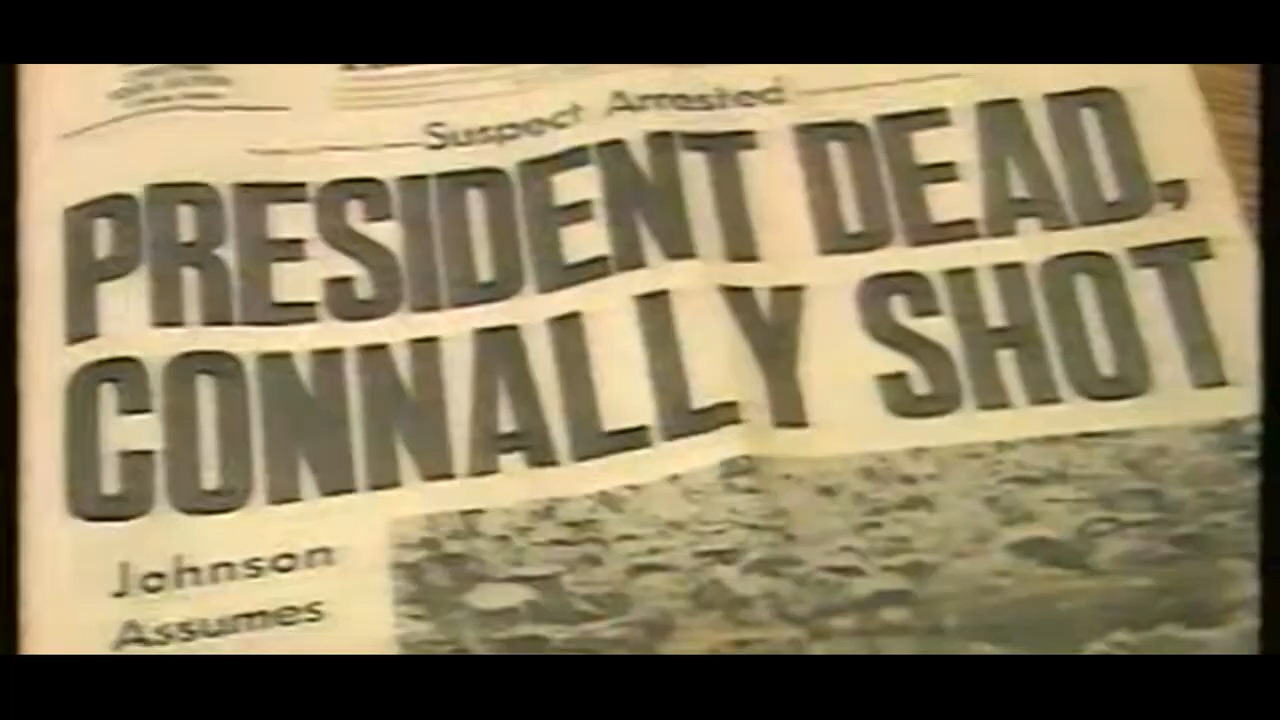 Suspect Arrested
PRESIDENT DEAD,
CONNALLY SHOT
Johnson
Assumes